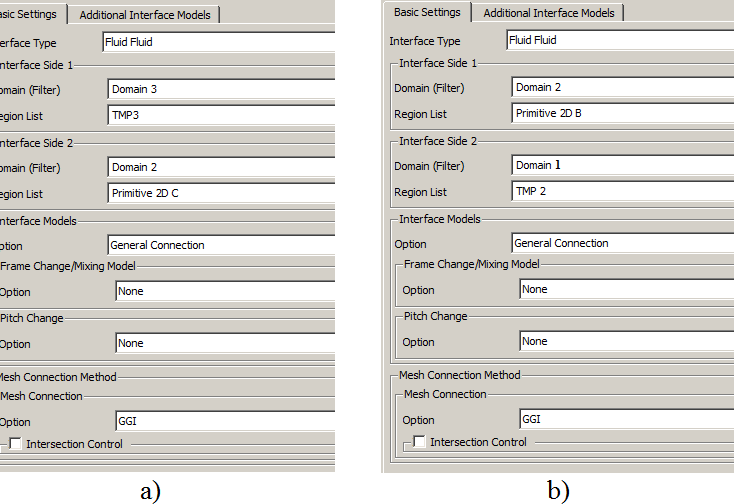 asic Settings Additional Interface Models
erface Type Fluid Fluid
nterface Side 1
omain (Filter) Domain 3
egion List TMP3
nterface Side 2
omain (Filter) Domain 2
egion List Primitive 2D C
nterface Models
ption General Connection
Frame Change/Mixing Model
Option None
Pitch Change
Option None
Mesh Connection Method
Mesh Connection
Option GGI
Intersection Control
a)
Basic Settings Additional Interface Models
Interface Type Fluid Fluid
Interface Side 1
Domain (Filter) Domain 2
Region List Primitive 2D B
Interface Side 2
Domain (Filter) Domain 1
Region List TMP 2
Interface Models
Option General Connection
Frame Change/Mixing Model
Option None
Pitch Change
Option None
Mesh Connection Method
Mesh Connection
Option GGI
Intersection Control
b)